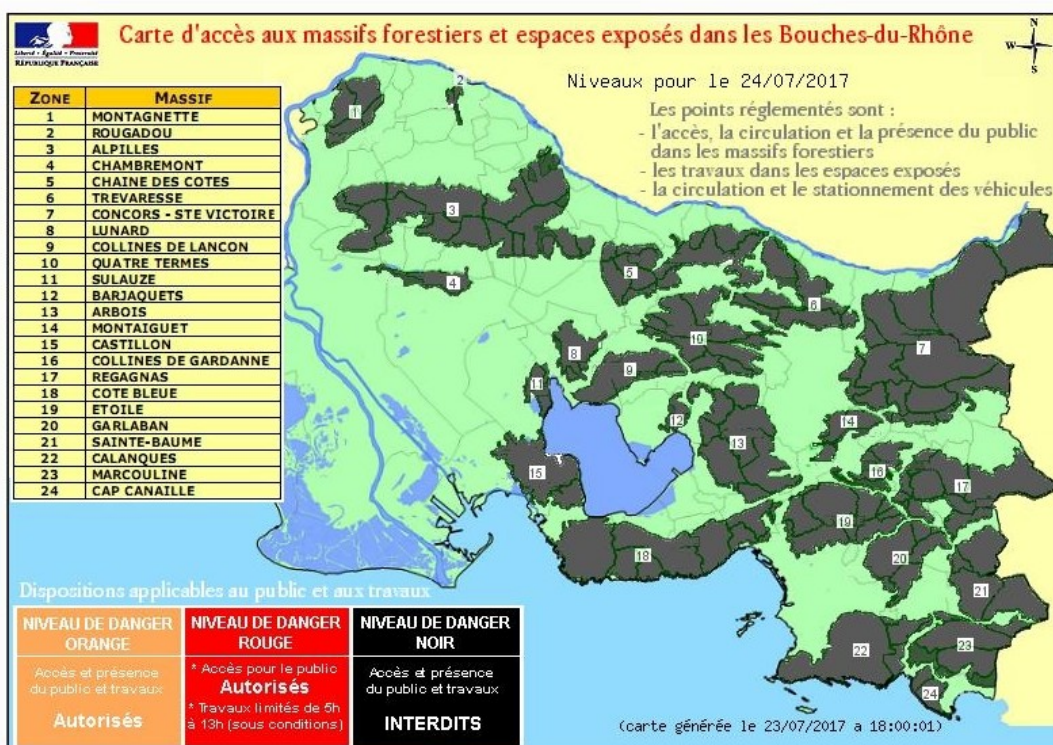 Carte d'accès aux massifs forestiers et espaces exposés dans les Bouches-du-Rhône
Liberté • Égalité • Fraternité
RÉPUBLIQUE FRANÇAISE
N
W
E
S
Niveaux pour le 24/07/2017
Les points réglementés sont :
- l'accès, la circulation et la présence du public
dans les massifs forestiers
- les travaux dans les espaces exposés
- la circulation et le stationnement des véhicules
ZONE MASSIF
1 MONTAGNETTE
2 ROUGADOU
3 ALPILLES
4 CHAMBREMONT
5 CHAINE DES COTES
6 TREVARESSE
7 CONCORS - STE VICTOIRE
8 LUNARD
9 COLLINES DE LANCON
10 QUATRE TERMES
11 SULAUZE
12 BARJAQUETS
13 ARBOIS
14 MONTAIGUET
15 CASTILLON
16 COLLINES DE GARDANNE
17 REGAGNAS
18 COTE BLEUE
19 ETOILE
20 GARLABAN
21 SAINTE-BAUME
22 CALANQUES
23 MARCOULINE
24 CAP CANAILLE
1
2
3
4
5
6
7
8
9
10
11
12
13
14
15
16
17
18
19
20
21
22
23
24
Dispositions applicables au public et aux travaux
NIVEAU DE DANGER
ORANGE
Accès et présence
du public et travaux
Autorisés
NIVEAU DE DANGER
ROUGE
* Accès pour le public
Autorisés
* Travaux limités de 5h
à 13h (sous conditions)
NIVEAU DE DANGER
NOIR
Accès et présence
du public et travaux
INTERDITS
(carte générée le 23/07/2017 a 18:00:01)